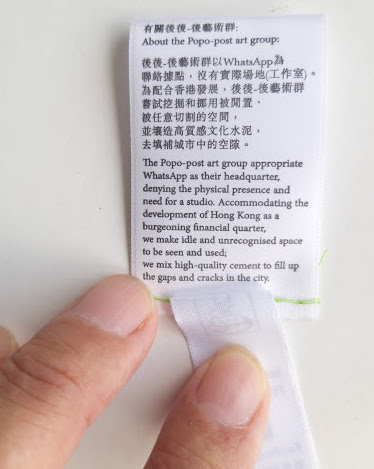 有關後後-後藝術群:
About the Popo-post art group:
後後-後藝術群以WhatsApp為
聯絡據點，沒有實際場地(工作室)。
為配合香港發展，後後-後藝術群
嘗試挖掘和挪用被閒置、
被任意切割的空間，
並壤造高質感文化水泥，
去填補城市中的空隙。
The Popo-post art group appropriate
WhatsApp as their headquarter,
denying the physical presence and
need for a studio. Accommodating the
development of Hong Kong as a
burgeoning financial quarter,
we make idle and unrecognised space
to be seen and used;
we mix high-quality cement to fill up
the gaps and cracks in the city.